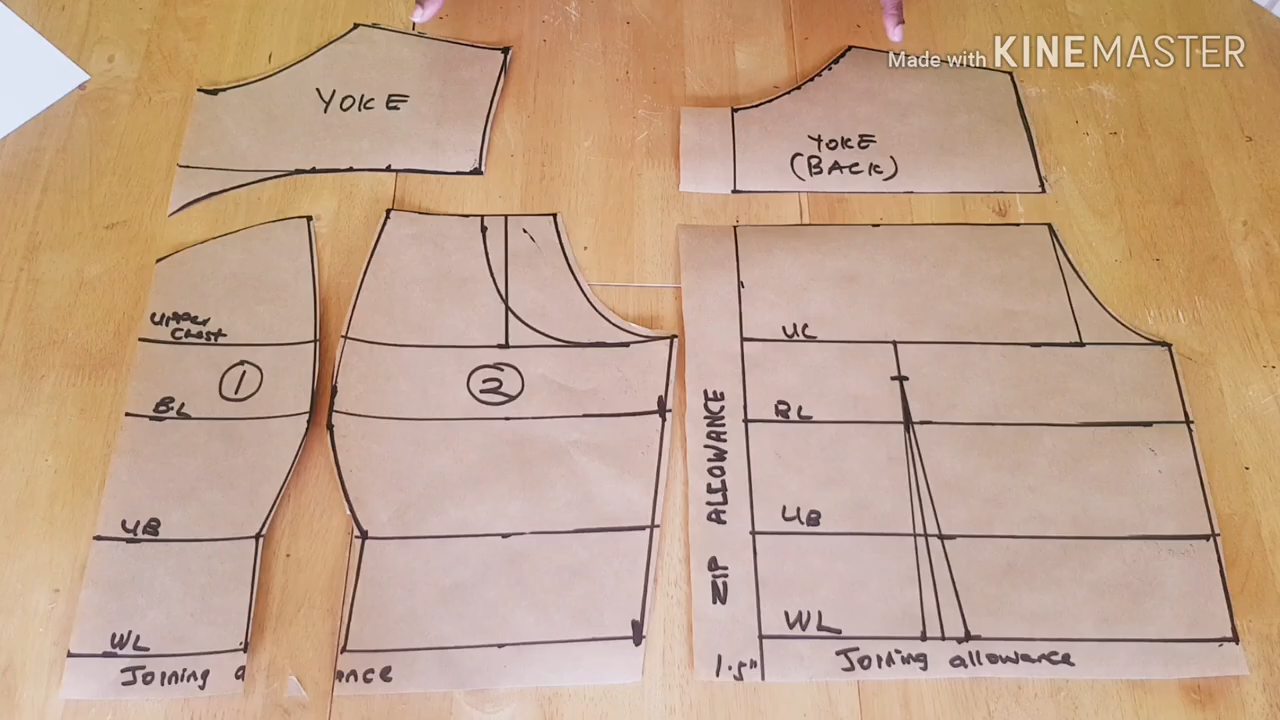 Made with KINEMASTER
YOKE
YOKE
(BACK)
UPPER
Chest
1
BL
UB
WL
Joining a
2
nce
ZIP ALLOWANCE
1.5"
UC
BL
UB
WL
Joining allowance